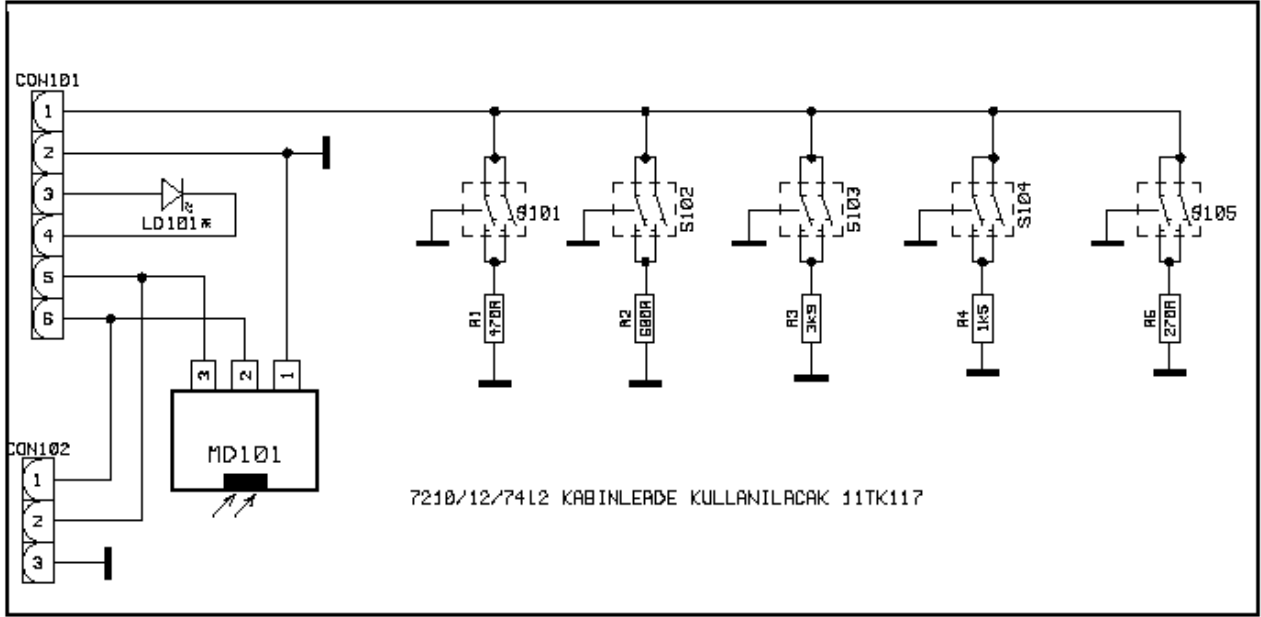 CON101
1
2
3
4
5
6
LD101*
S101
S102
S103
S104
S105
R1
470R
R2
680R
R3
3k9
R4
1k5
R6
270R
3
2
1
MD101
CON102
1
2
3
7210/12/7412 KABINLERDE KULLANILACAK 11TK117